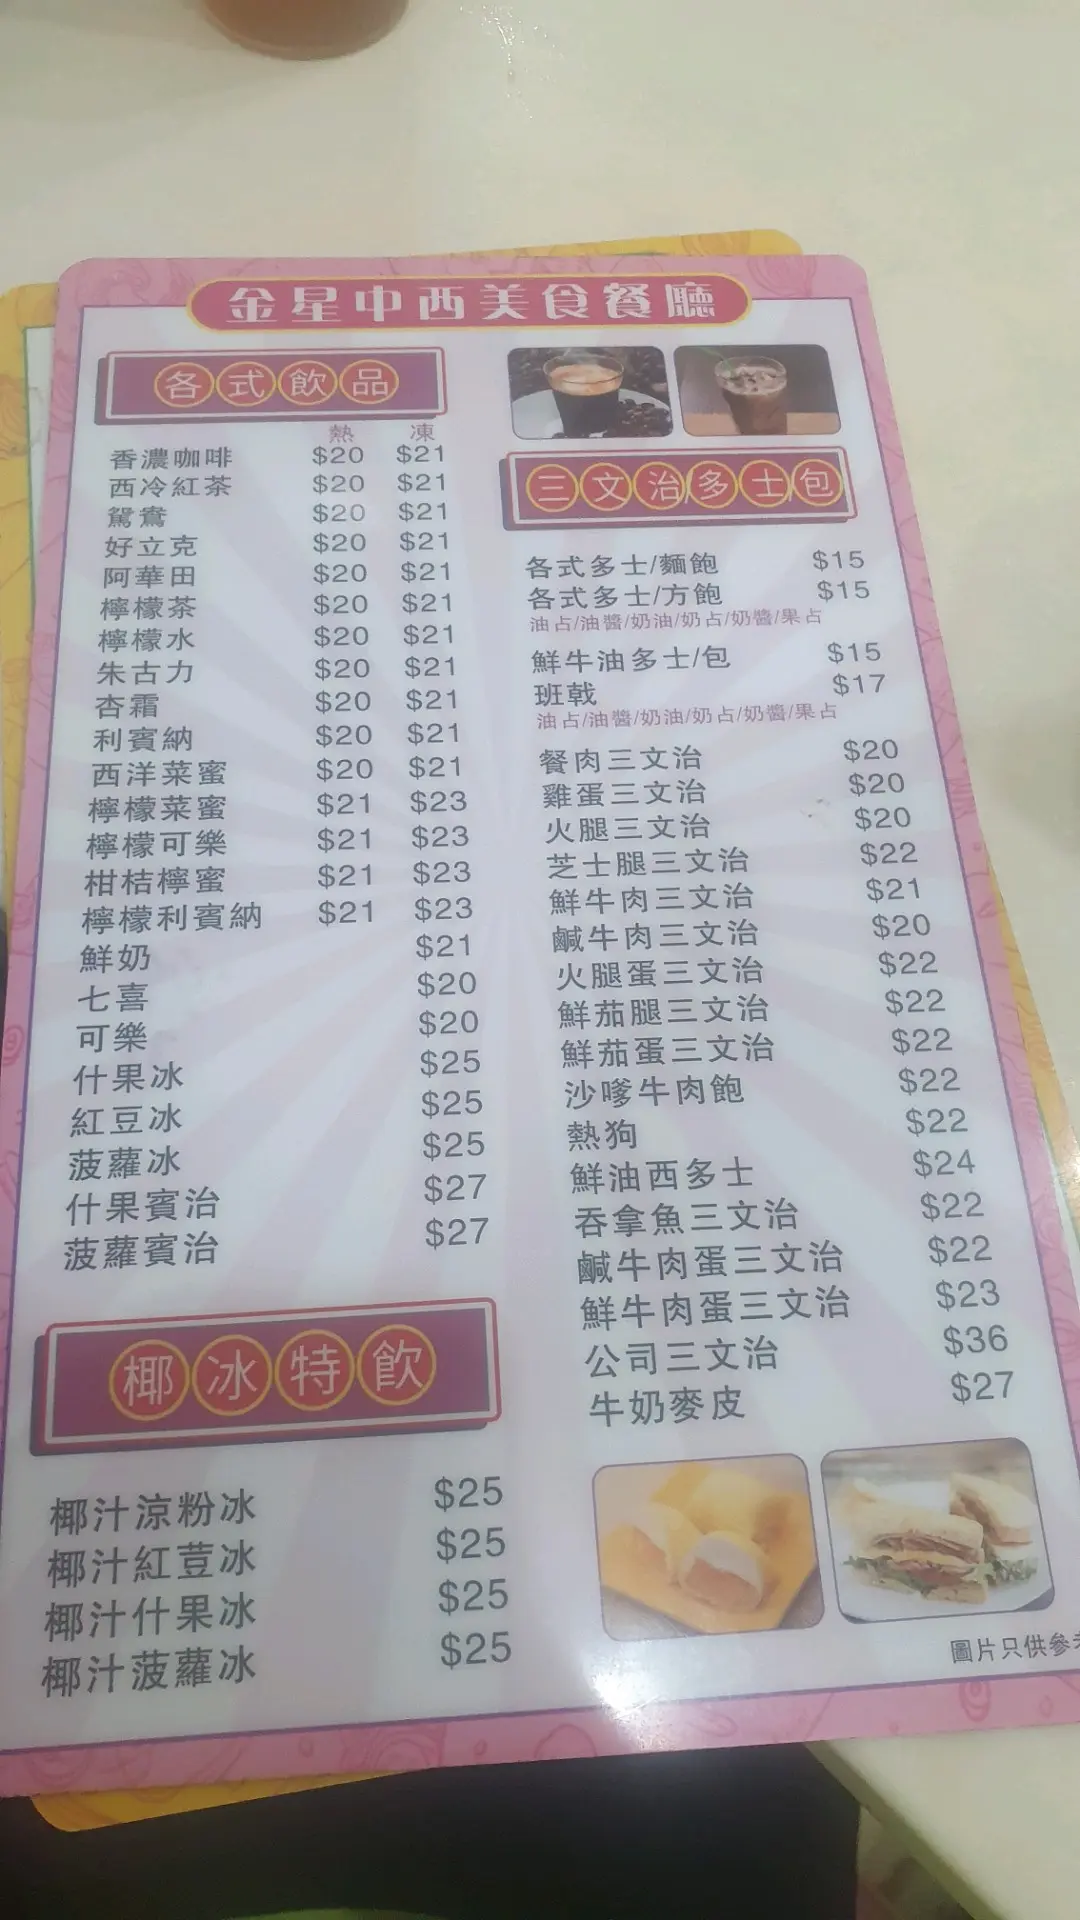 金星中西美食餐廳
各式飲品
熱 凍
香濃咖啡 $20 $21
西冷紅茶 $20 $21
鴛鴦 $20 $21
好立克 $20 $21
阿華田 $20 $21
檸檬茶 $20 $21
檸檬水 $20 $21
朱古力 $20 $21
杏霜 $20 $21
利賓納 $20 $21
西洋菜蜜 $20 $21
檸檬菜蜜 $21 $23
檸檬可樂 $21 $23
柑桔檸蜜 $21 $23
檸檬利賓納 $21 $23
鮮奶 $21
七喜 $20
可樂 $20
什果冰 $25
紅豆冰 $25
菠蘿冰 $25
什果賓治 $27
菠蘿賓治 $27
椰冰特飲
椰汁涼粉冰 $25
椰汁紅荳冰 $25
椰汁什果冰 $25
椰汁菠蘿冰 $25
三文治/多士/包
各式多士/麵飽 $15
各式多士/方飽 $15
油占/油醬/奶油/奶占/奶醬/果占
鮮牛油多士/包 $15
班戟 $17
油占/油醬/奶油/奶占/奶醬/果占
餐肉三文治 $20
雞蛋三文治 $20
火腿三文治 $20
芝士腿三文治 $22
鮮牛肉三文治 $21
鹹牛肉三文治 $20
火腿蛋三文治 $22
鮮茄腿三文治 $22
鮮茄蛋三文治 $22
沙嗲牛肉飽 $22
熱狗 $22
鮮油西多士 $24
吞拿魚三文治 $22
鹹牛肉蛋三文治 $22
鮮牛肉蛋三文治 $23
公司三文治 $36
牛奶麥皮 $27
圖片只供參考